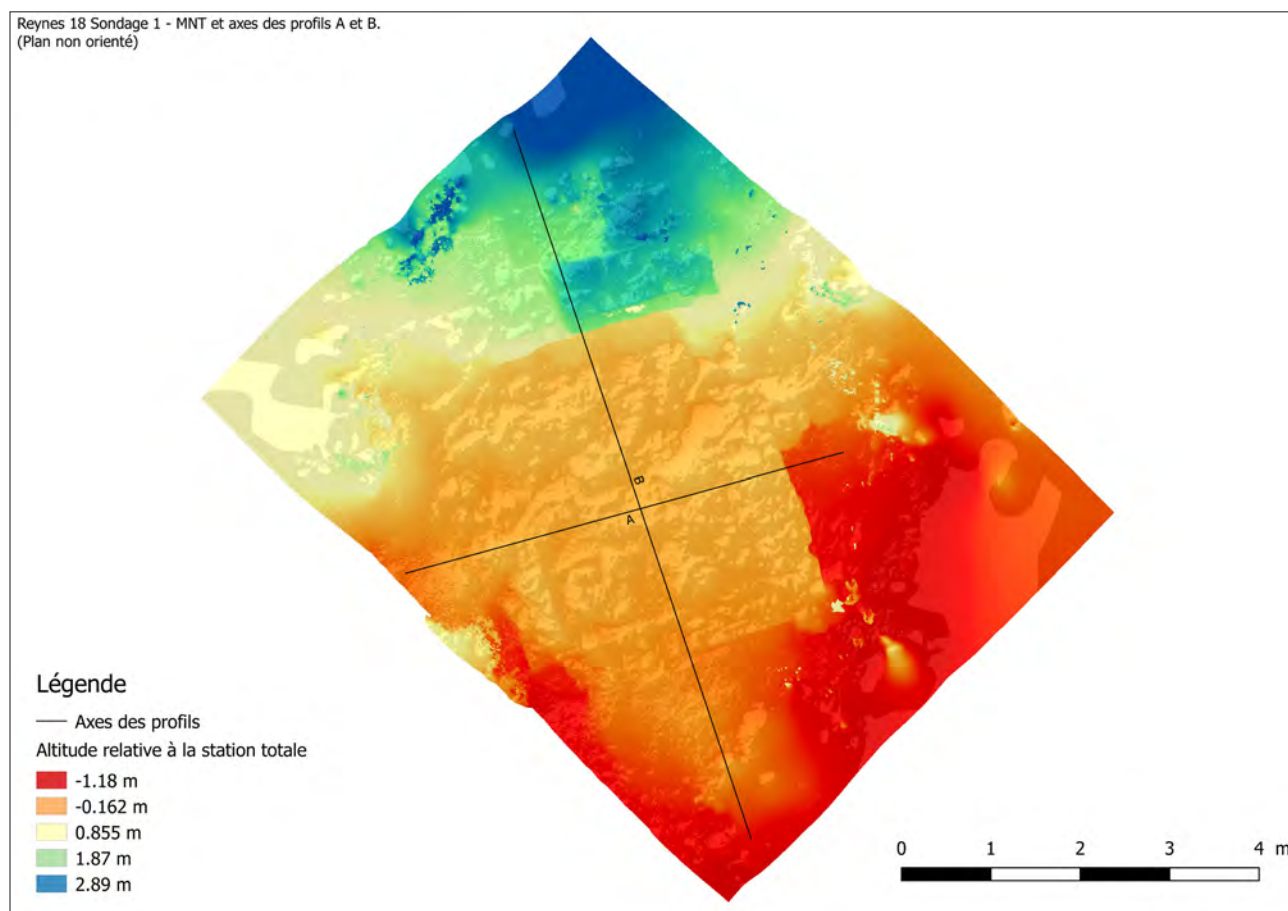 Reynes 18 Sondage 1 - MNT et axes des profils A et B.
(Plan non orienté)
B
A
Légende
Axes des profils
Altitude relative à la station totale
-1.18 m
-0.162 m
0.855 m
1.87 m
2.89 m
0 1 2 3 4 m